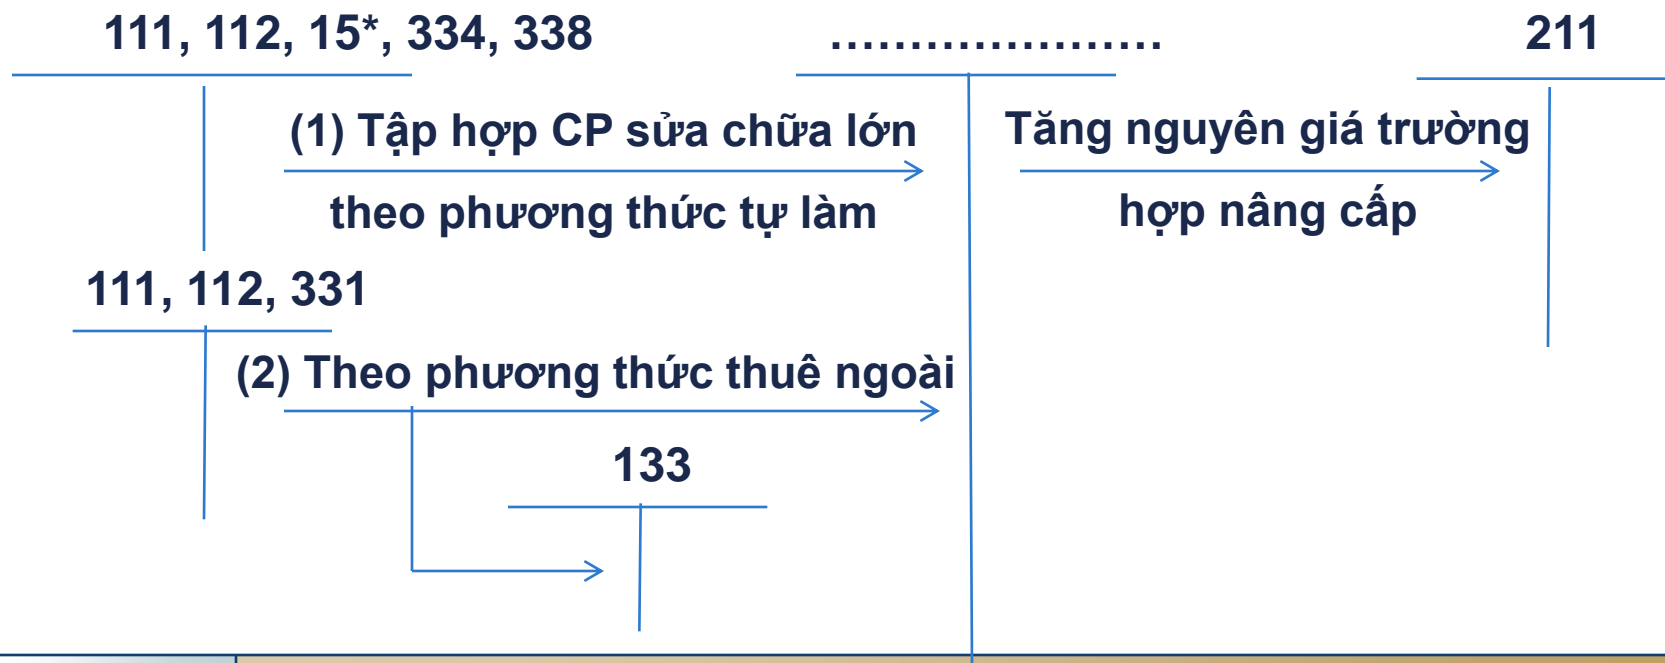 111, 112, 15*, 334, 338
…………………
211
(1) Tập hợp CP sửa chữa lớn
theo phương thức tự làm
Tăng nguyên giá trường
hợp nâng cấp
111, 112, 331
(2) Theo phương thức thuê ngoài
133